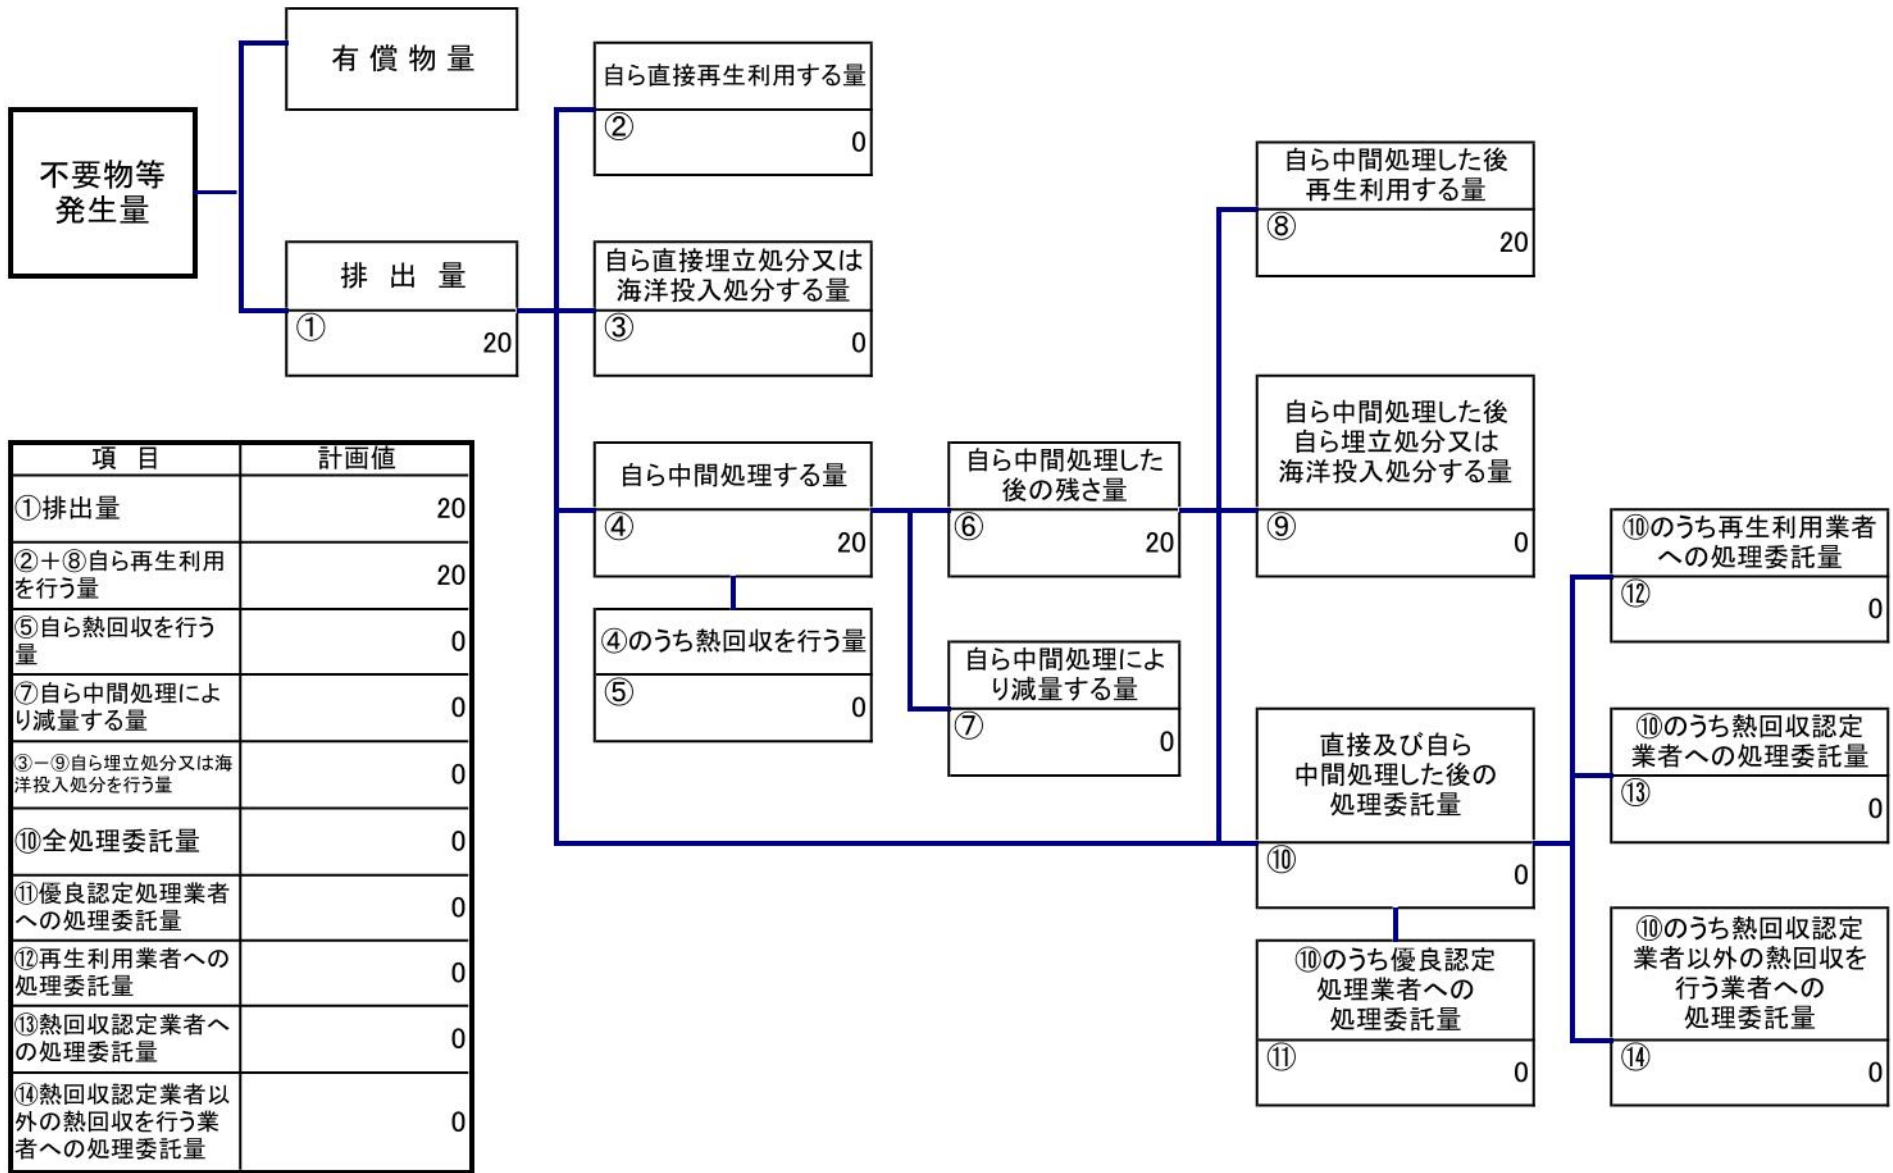 有償物量
不要物等
発生量
排出量
①
20
自ら直接再生利用する量
②
0
自ら直接埋立処分又は
海洋投入処分する量
③
0
自ら中間処理する量
④
20
④のうち熱回収を行う量
⑤
0
自ら中間処理した
後の残さ量
⑥
20
自ら中間処理によ
り減量する量
⑦
0
自ら中間処理した後
再生利用する量
⑧
20
自ら中間処理した後
自ら埋立処分又は
海洋投入処分する量
⑨
0
直接及び自ら
中間処理した後の
処理委託量
⑩
0
⑩のうち優良認定
処理業者への
処理委託量
⑪
0
⑩のうち再生利用業者
への処理委託量
⑫
0
⑩のうち熱回収認定
業者への処理委託量
⑬
0
⑩のうち熱回収認定
業者以外の熱回収を
行う業者への
処理委託量
⑭
0
項目 計画値
①排出量 20
②＋⑧自ら再生利用
を行う量 20
⑤自ら熱回収を行う
量 0
⑦自ら中間処理によ
り減量する量 0
③－⑨自ら埋立処分又は海
洋投入処分を行う量 0
⑩全処理委託量 0
⑪優良認定処理業者
への処理委託量 0
⑫再生利用業者への
処理委託量 0
⑬熱回収認定業者へ
の処理委託量 0
⑭熱回収認定業者以
外の熱回収を行う業
者への処理委託量 0